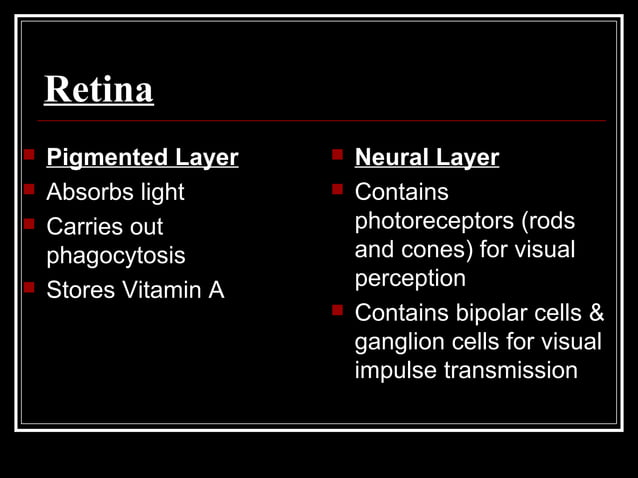 Retina
Pigmented Layer
Absorbs light
Carries out
phagocytosis
Stores Vitamin A
Neural Layer
Contains
photoreceptors (rods
and cones) for visual
perception
Contains bipolar cells &
ganglion cells for visual
impulse transmission